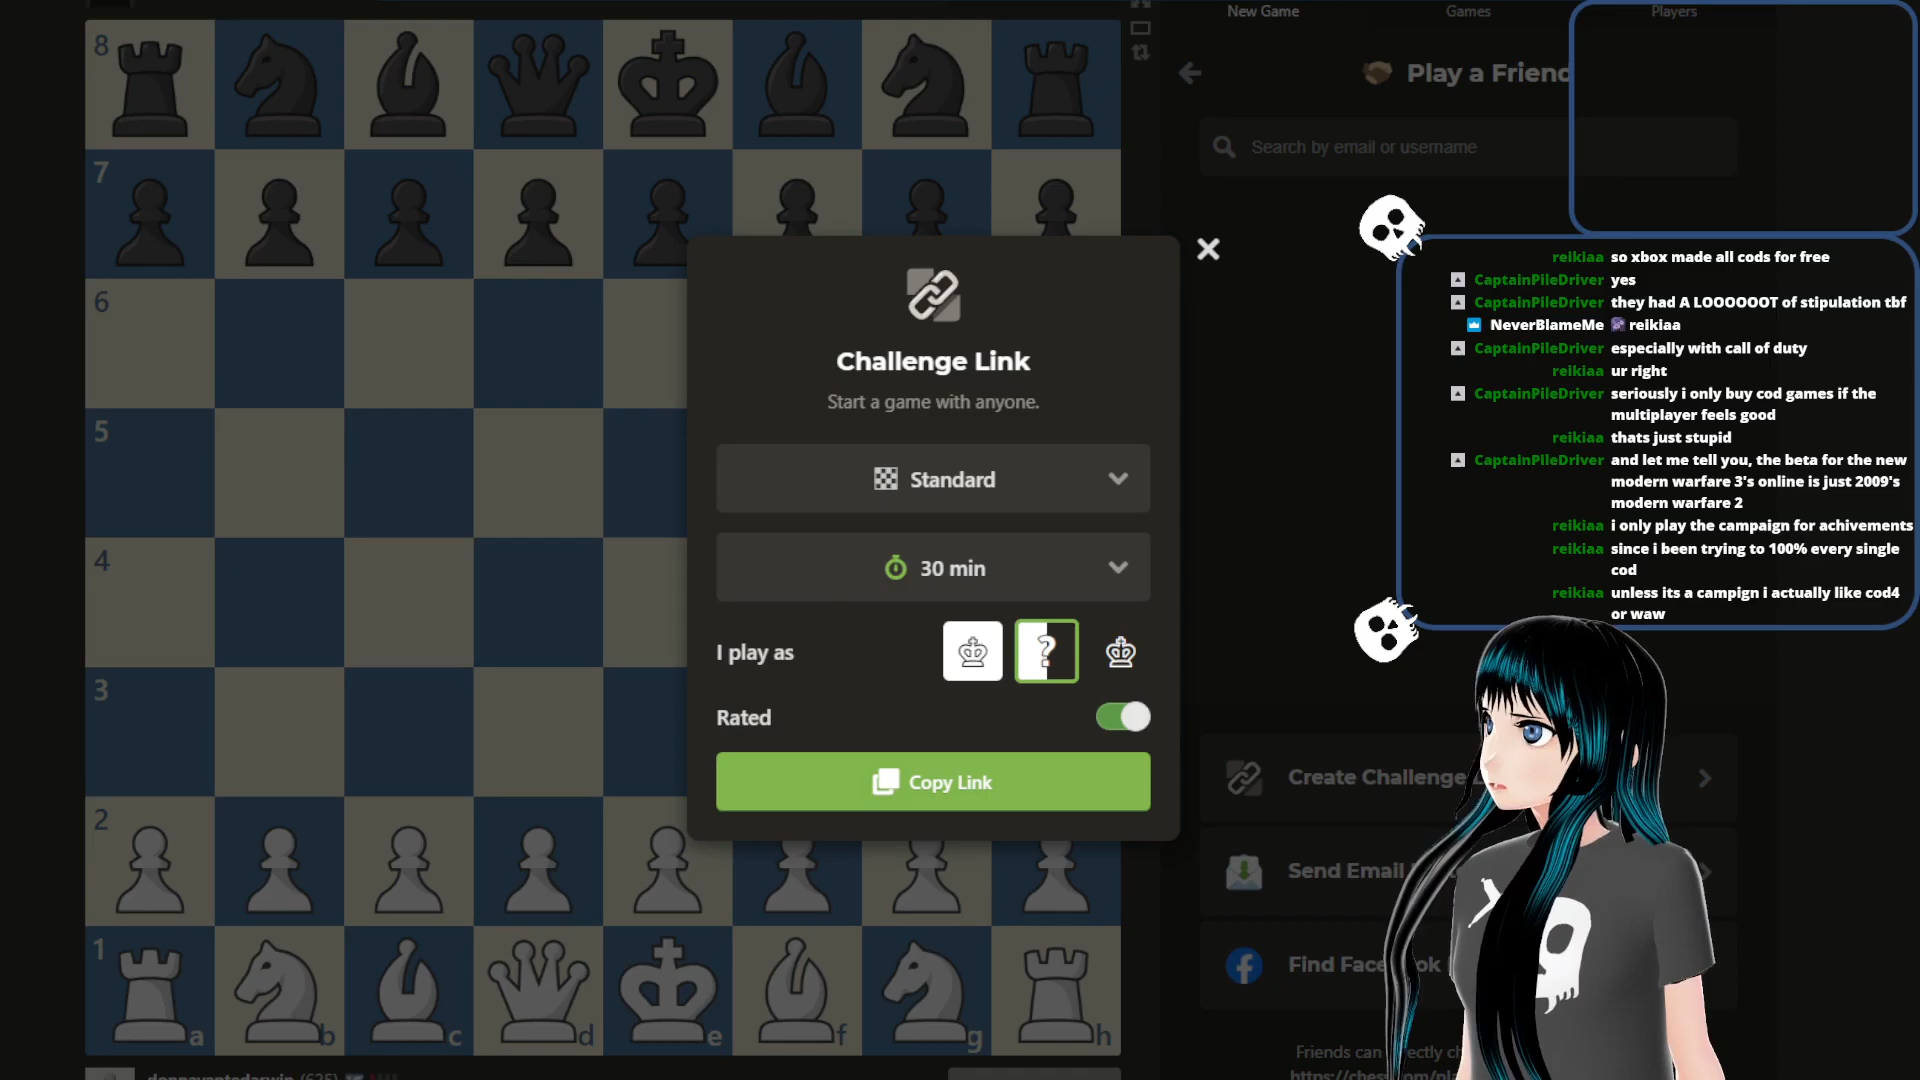 New Game
Games
Players
Play a Friend
Search by email or username
8
7
6
5
4
3
2
1
a
b
c
d
e
f
g
h
Challenge Link
Start a game with anyone.
Standard
30 min
I play as
?
Rated
Copy Link
reikiaa so xbox made all cods for free
CaptainPileDriver yes
CaptainPileDriver they had A LOOOOOOT of stipulation tbf
NeverBlameMe reikiaa
CaptainPileDriver especially with call of duty
reikiaa ur right
CaptainPileDriver seriously i only buy cod games if the
multiplayer feels good
reikiaa thats just stupid
CaptainPileDriver and let me tell you, the beta for the new
modern warfare 3's online is just 2009's
modern warfare 2
reikiaa i only play the campaign for achivements
reikiaa since i been trying to 100% every single
cod
reikiaa unless its a campign i actually like cod4
or waw
Create Challenge
Send Email
Find
Friends can